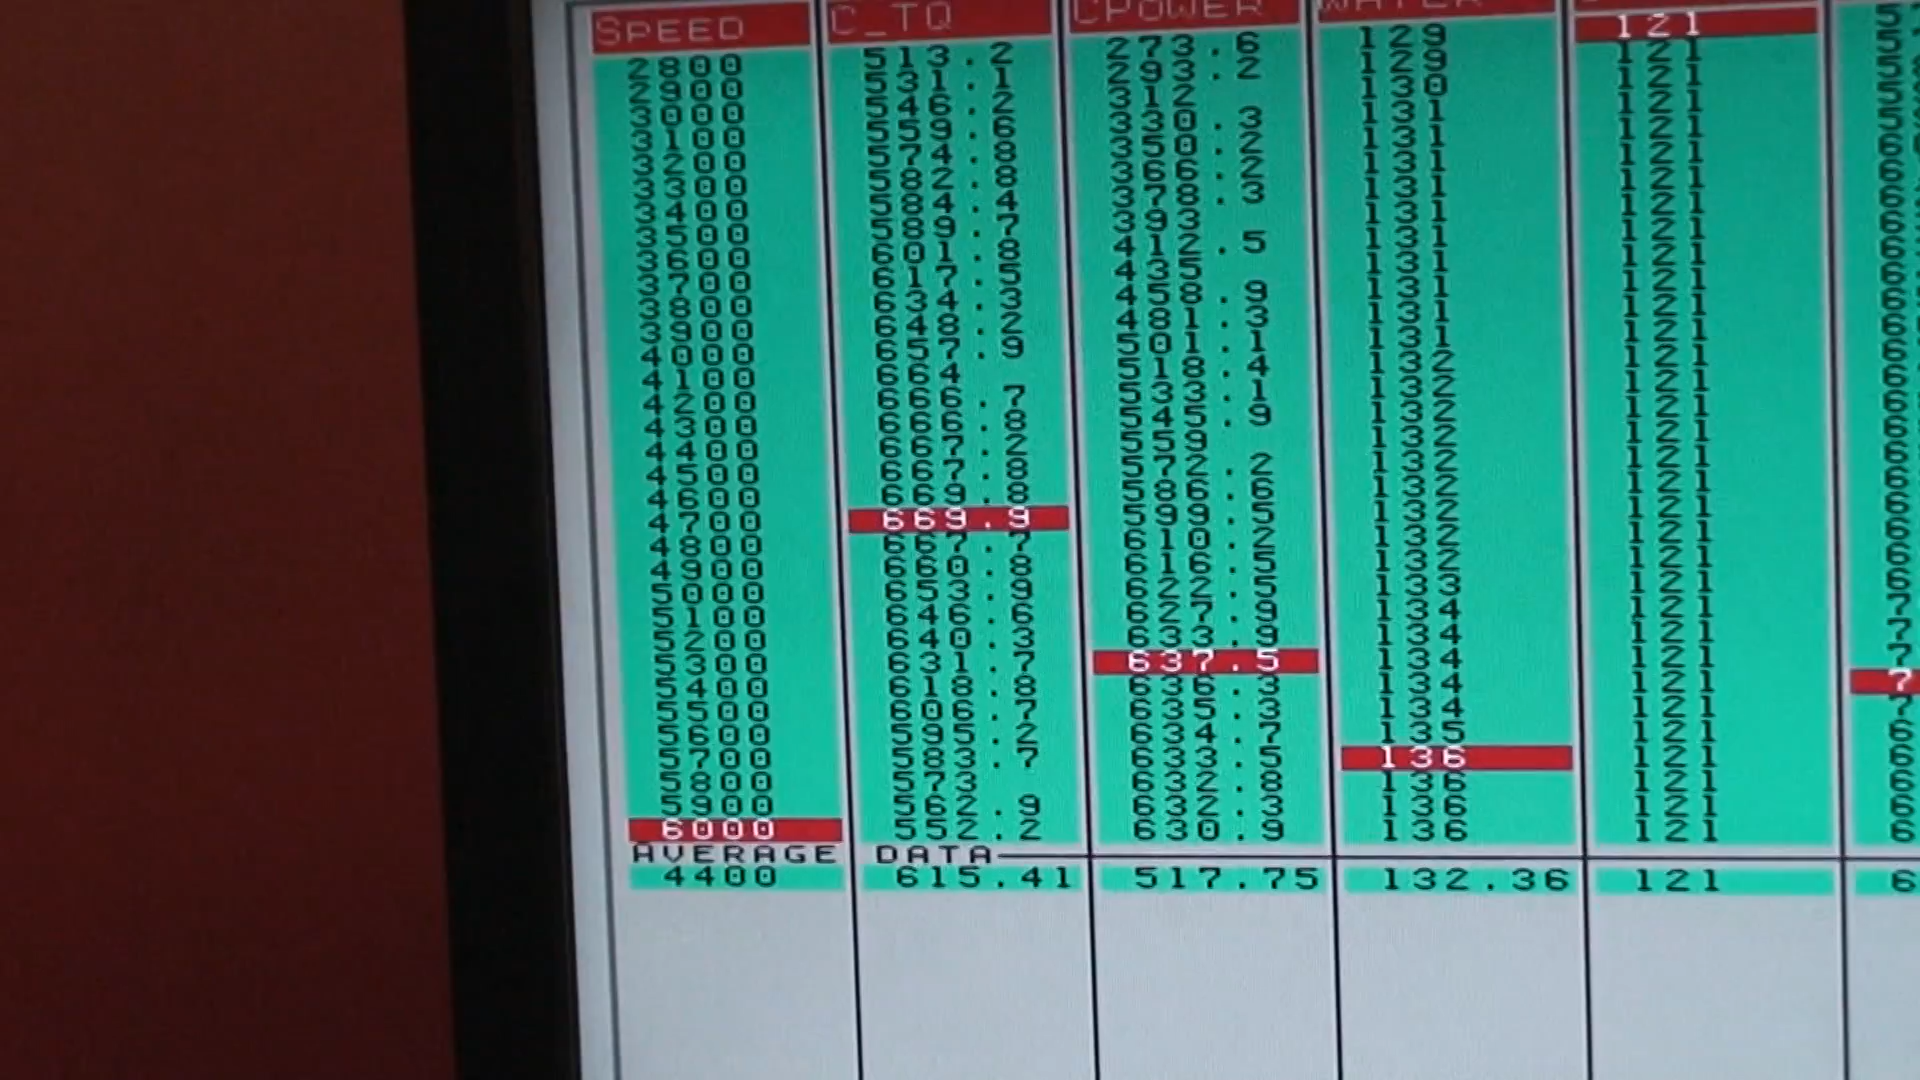 SPEED C_TQ CPOWER WATER
2800 513.2 273.6 129 121
2900 531.1 293.2 129 121
3000 546.2 312 130 121
3100 559.6 330.3 131 121
3200 574.8 350.2 131 121
3300 582.8 366.2 131 121
3400 584.4 378.3 131 121
3500 589.7 393 131 121
3600 601.8 412.5 131 121
3700 617.5 435 131 121
3800 634.3 458.9 131 121
3900 648.2 481.3 131 121
4000 657.9 501.1 131 121
4100 664 518.4 132 121
4200 666.7 533.1 132 121
4300 666.8 545.9 132 121
4400 667.2 559 132 121
4500 667.8 572.2 132 121
4600 669.8 586.6 132 121
4700 669.9 599.5 132 121
4800 667.7 610.2 132 121
4900 660.8 616.5 132 121
5000 653.9 622.5 133 121
5100 646.6 627.9 134 121
5200 640.3 633.9 134 121
5300 631.7 637.5 134 121
5400 618.8 636.3 134 121
5500 606.7 635.3 134 121
5600 595.2 634.7 135 121
5700 583.7 633.5 136 121
5800 573 632.8 136 121
5900 562.9 632.3 136 121
6000 552.2 630.9 136 121
AVERAGE DATA
4400 615.41 517.75 132.36 121